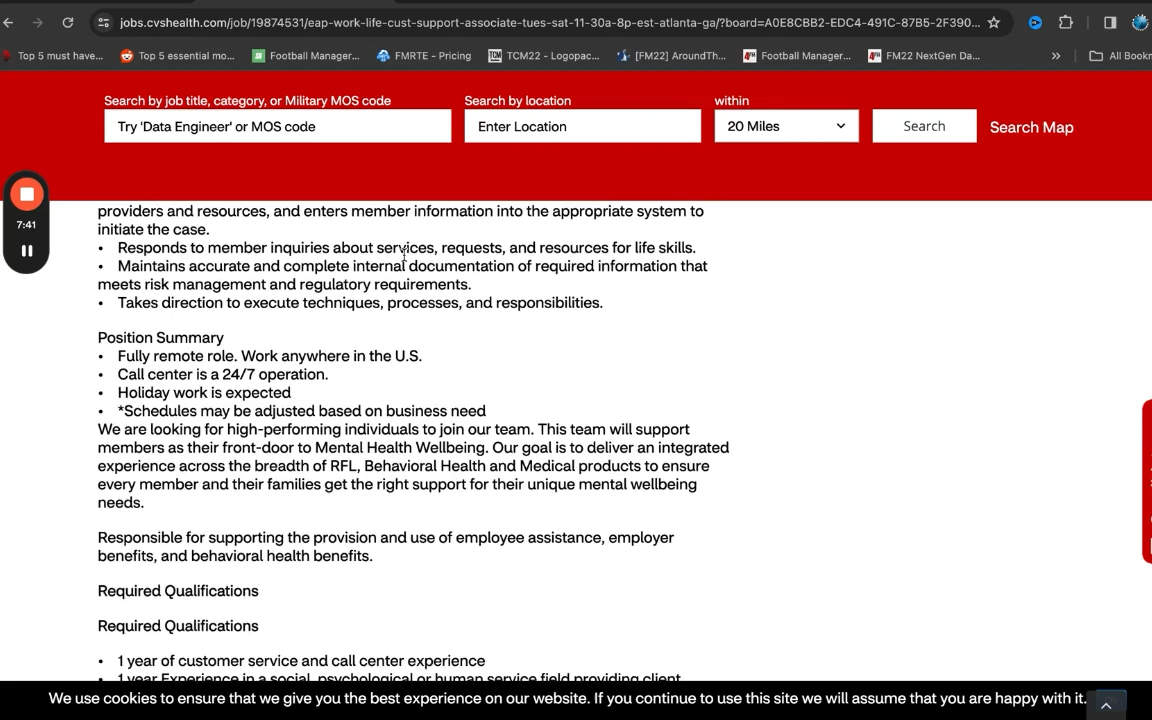 jobs.cvshealth.com/job/19874531/eap-work-life-cust-support-associate-tues-sat-11-30a-8p-est-atlanta-ga/?board=A0E8CBB2-EDC4-491C-87B5-2F390...
Top 5 must have... Top 5 essential mo... Football Manager... FMRTE - Pricing TCM22 - Logopac... [FM22] AroundTh... Football Manager... FM22 NextGen Da... » All Bookm
Search by job title, category, or Military MOS code Search by location within
Try 'Data Engineer' or MOS code Enter Location 20 Miles Search Search Map
7:41
providers and resources, and enters member information into the appropriate system to
initiate the case.
• Responds to member inquiries about services, requests, and resources for life skills.
• Maintains accurate and complete internal documentation of required information that
meets risk management and regulatory requirements.
• Takes direction to execute techniques, processes, and responsibilities.
Position Summary
• Fully remote role. Work anywhere in the U.S.
• Call center is a 24/7 operation.
• Holiday work is expected
• *Schedules may be adjusted based on business need
We are looking for high-performing individuals to join our team. This team will support
members as their front-door to Mental Health Wellbeing. Our goal is to deliver an integrated
experience across the breadth of RFL, Behavioral Health and Medical products to ensure
every member and their families get the right support for their unique mental wellbeing
needs.
Responsible for supporting the provision and use of employee assistance, employer
benefits, and behavioral health benefits.
Required Qualifications
Required Qualifications
• 1 year of customer service and call center experience
• 1 year Experience in a social, psychological or human service field providing client
We use cookies to ensure that we give you the best experience on our website. If you continue to use this site we will assume that you are happy with it.